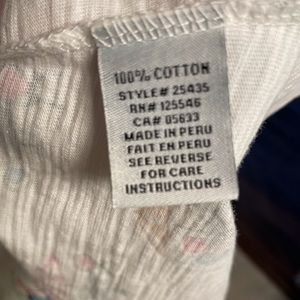 100% COTTON
STYLE# 25435
RN# 125546
CA# 05633
MADE IN PERU
FAIT EN PERU
SEE REVERSE
FOR CARE
INSTRUCTIONS